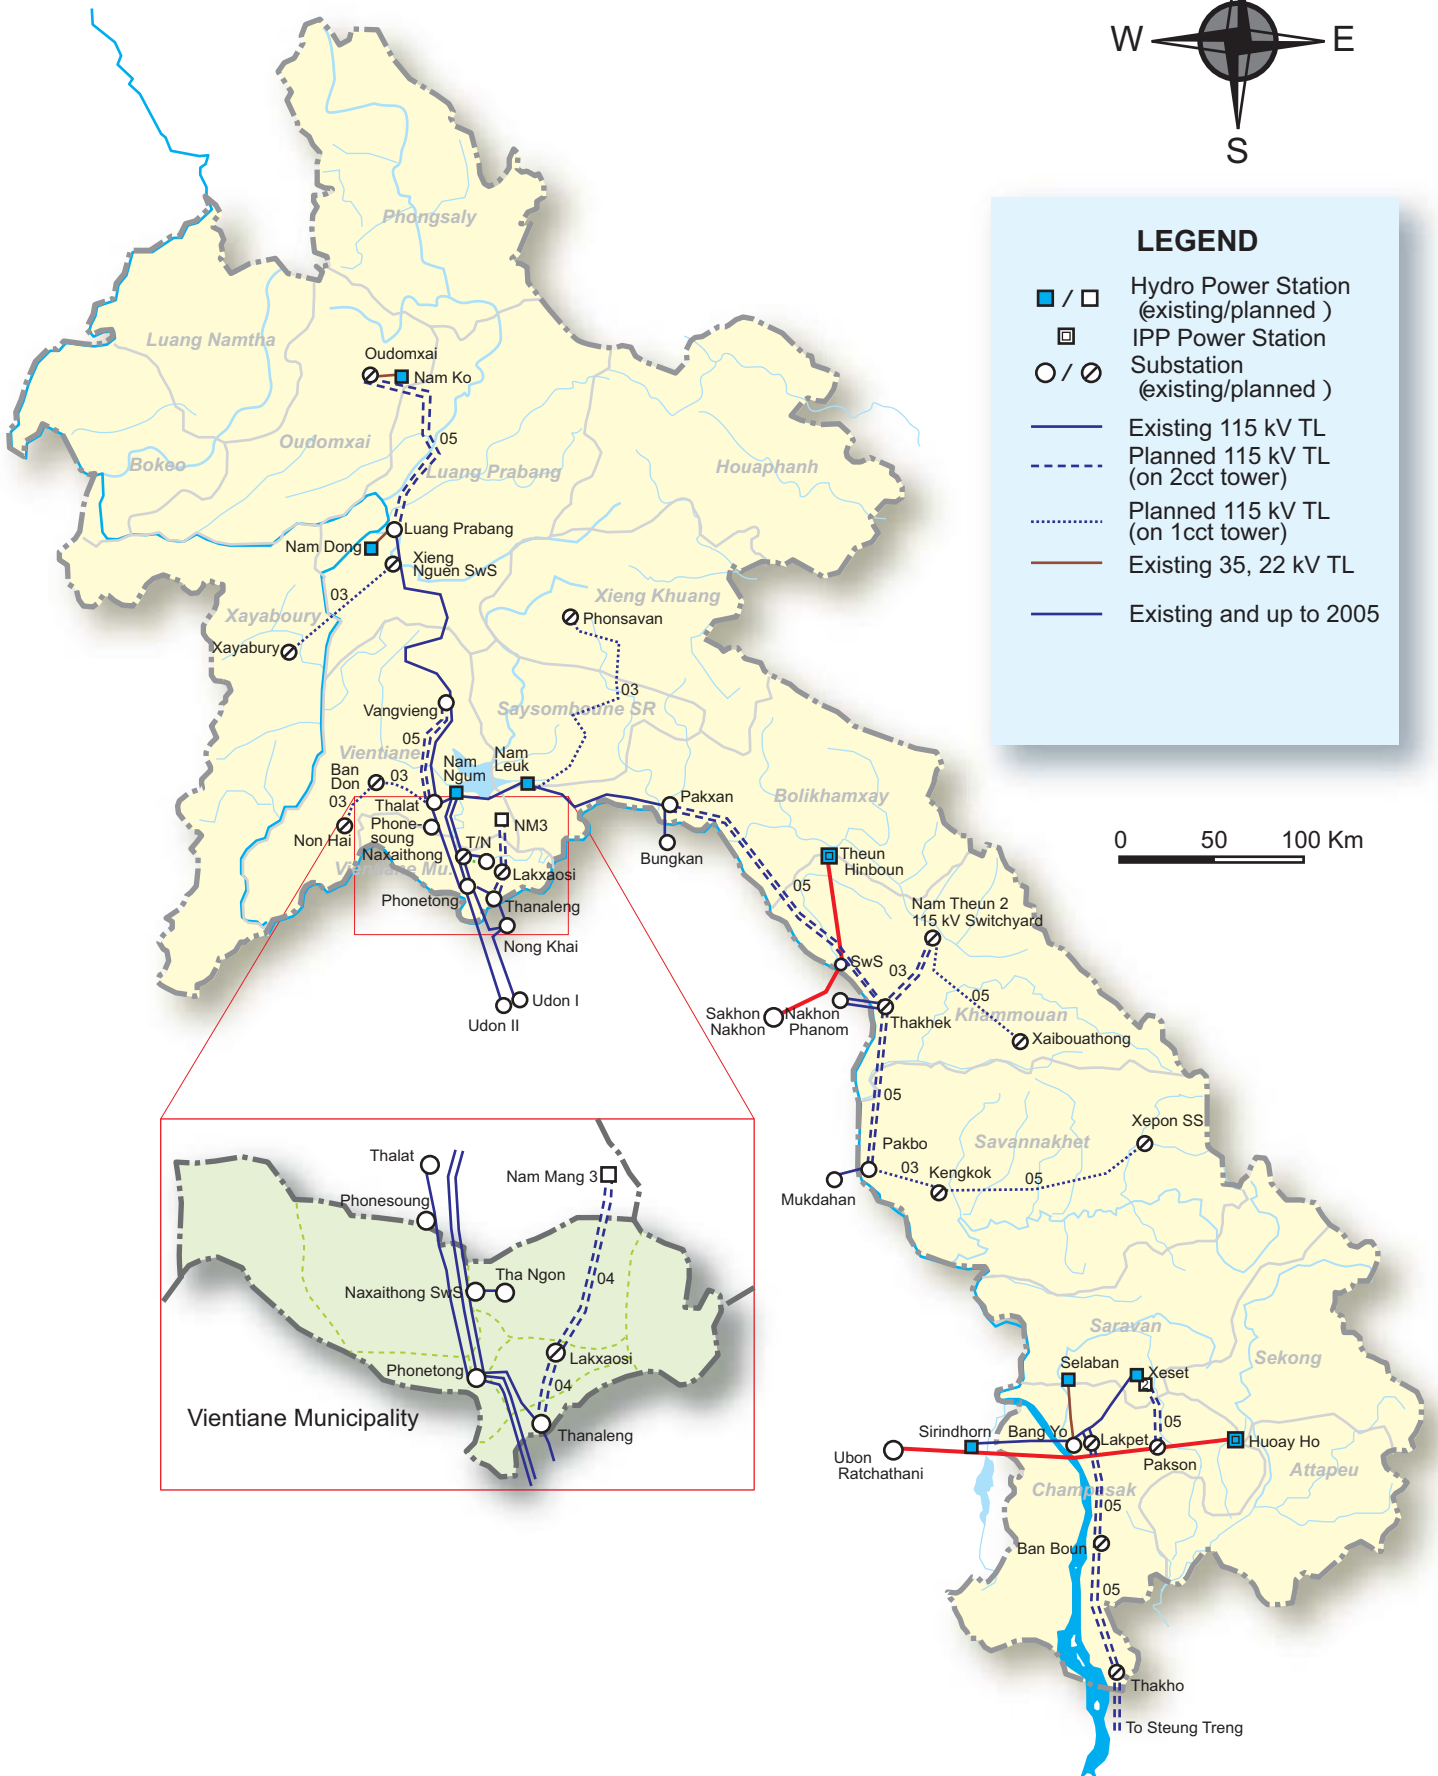 W
E
S
LEGEND
Hydro Power Station
(existing/planned )
IPP Power Station
Substation
(existing/planned )
Existing 115 kV TL
Planned 115 kV TL
(on 2cct tower)
Planned 115 kV TL
(on 1cct tower)
Existing 35, 22 kV TL
Existing and up to 2005
0 50 100 Km
Phongsaly
Luang Namtha
Oudomxai
Nam Ko
05
Oudomxai
Bokeo
Luang Prabang
Houaphanh
Luang Prabang
Nam Dong
Xieng
Nguen SwS
03
Xayaboury
Xayabury
Xieng Khuang
Phonsavan
03
Saysomboune SR
Vangvieng
05
Vientiane
Nam
Ngum
Nam
Leuk
Ban
Don
03
03
Non Hai
Thalat
Phone-
soung
Naxaithong
T/N
NM3
Lakxaosi
Vientiane Mu.
Phonetong
Thanaleng
Nong Khai
Udon I
Udon II
Pakxan
Bungkan
Bolikhamxay
Theun
Hinboun
05
Nam Theun 2
115 kV Switchyard
SwS
03
05
Sakhon
Nakhon
Nakhon
Phanom
Thakhek
Khammouan
Xaibouathong
05
Pakbo
Mukdahan
03
Kengkok
05
Savannakhet
Xepon SS
Saravan
Sekong
Selaban
Xeset
2
05
Sirindhorn
Bang Yo
Lakpet
Pakson
Huoay Ho
Ubon
Ratchathani
Attapeu
Champasak
05
Ban Boun
05
Thakho
To Steung Treng
Thalat
Phonesoung
Nam Mang 3
Tha Ngon
Naxaithong SwS
04
Lakxaosi
Phonetong
04
Vientiane Municipality
Thanaleng